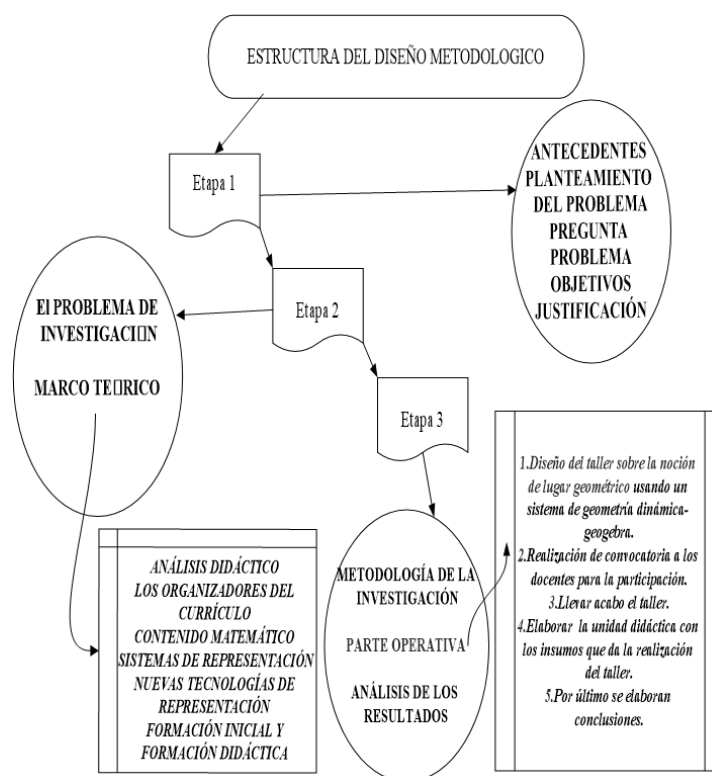 ESTRUCTURA DEL DISEÑO METODOLOGICO
Etapa 1
ANTECEDENTES
PLANTEAMIENTO
DEL PROBLEMA
PREGUNTA
PROBLEMA
OBJETIVOS
JUSTIFICACIÓN
Etapa 2
El PROBLEMA DE
INVESTIGACI□N
MARCO TE□RICO
Etapa 3
ANÁLISIS DIDÁCTICO
LOS ORGANIZADORES DEL
CURRÍCULO
CONTENIDO MATEMÁTICO
SISTEMAS DE REPRESENTACIÓN
NUEVAS TECNOLOGÍAS DE
REPRESENTACIÓN
FORMACIÓN INICIAL Y
FORMACIÓN DIDÁCTICA
METODOLOGÍA DE LA
INVESTIGACIÓN
PARTE OPERATIVA
ANÁLISIS DE LOS
RESULTADOS
1.Diseño del taller sobre la noción
de lugar geométrico usando un
sistema de geometría dinámica-
geogebra.
2.Realización de convocatoria a los
docentes para la participación.
3.Llevar acabo el taller.
4.Elaborar la unidad didáctica con
los insumos que da la realización
del taller.
5.Por último se elaboran
conclusiones.